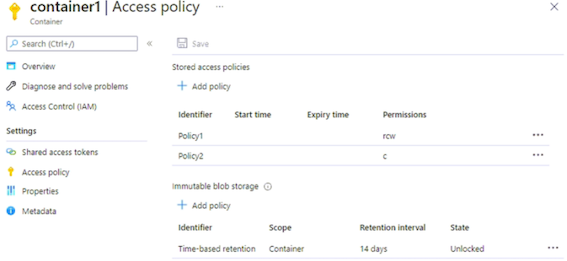 container1 | Access policy ...
Container
Search (Ctrl+/)
Overview
Diagnose and solve problems
Access Control (IAM)
Settings
Shared access tokens
Access policy
Properties
Metadata
Save
Stored access policies
+ Add policy
Identifier Start time Expiry time Permissions
Policy1 rcw ...
Policy2 c ...
Immutable blob storage
+ Add policy
Identifier Scope Retention interval State
Time-based retention Container 14 days Unlocked ...